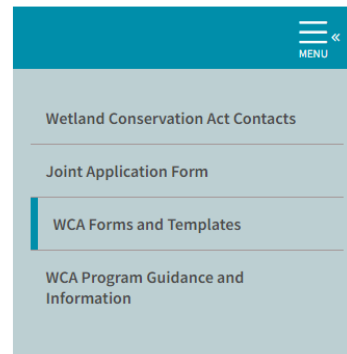 «
MENU
Wetland Conservation Act Contacts
Joint Application Form
WCA Forms and Templates
WCA Program Guidance and
Information